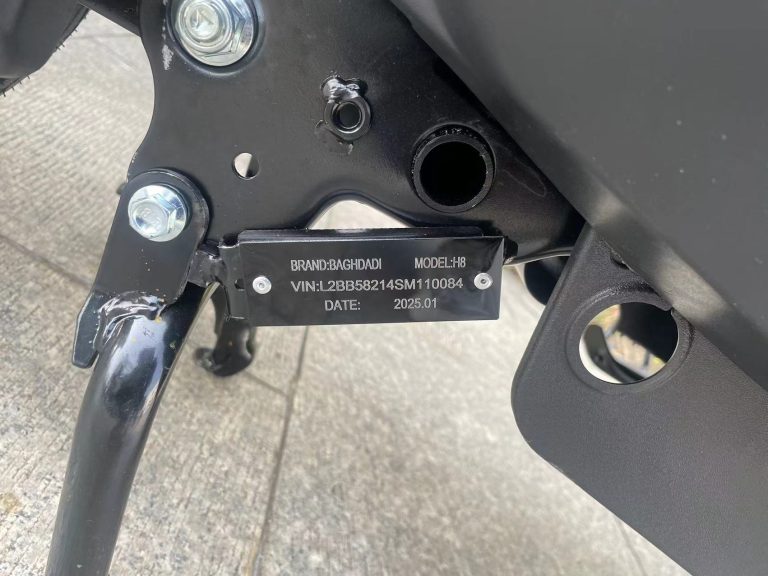 BRAND:BAGHDADI MODEL:H8
VIN:L2BB58214SM110084
DATE: 2025.01